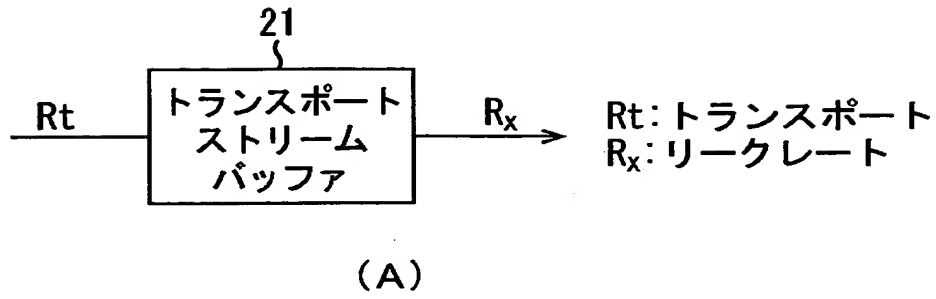 21
Rt
トランスポート
ストリーム
バッファ
Rx
Rt:トランスポート
Rx:リークレート
(A)